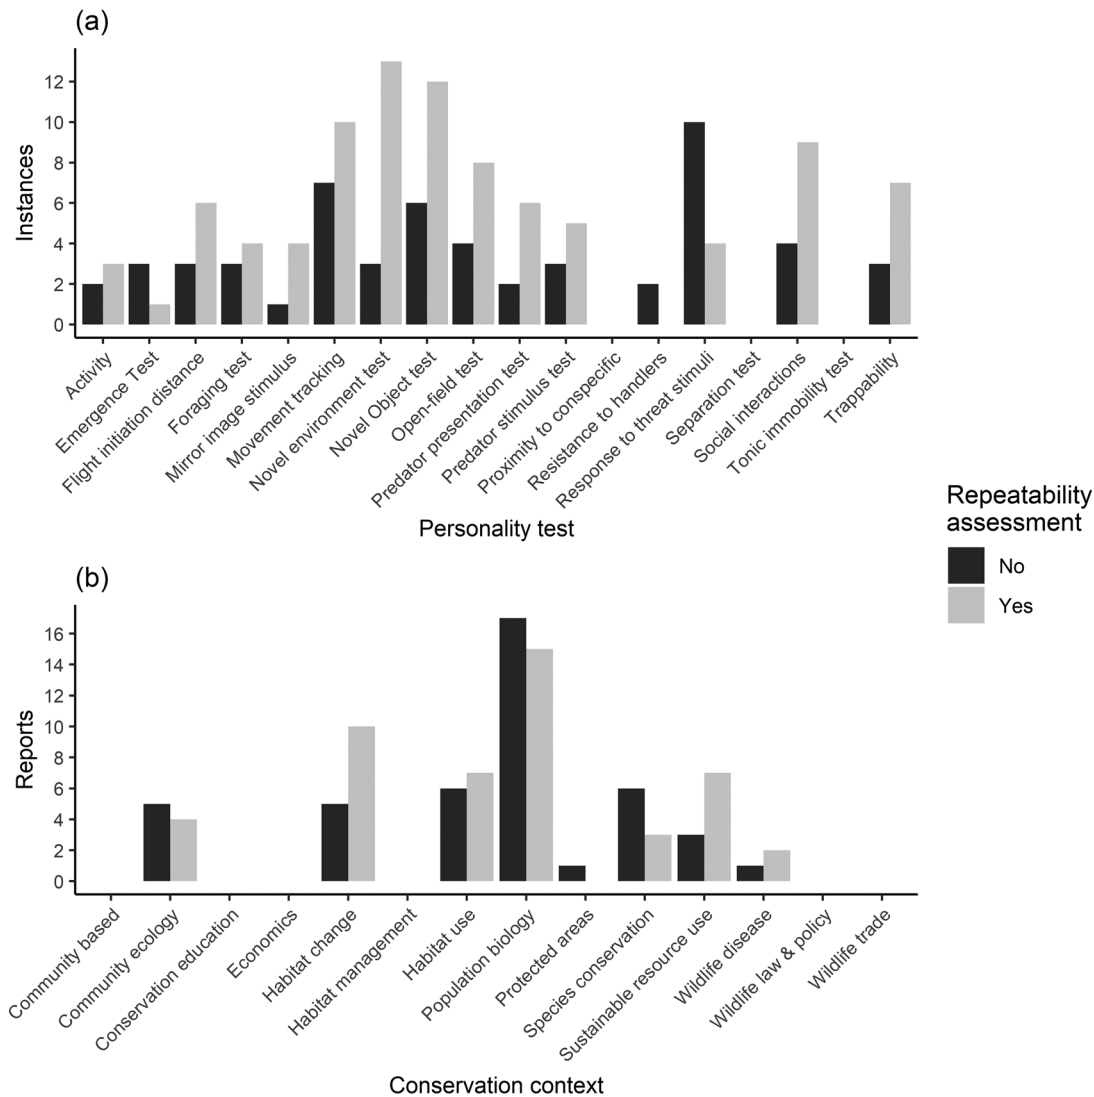 (a)
Instances
12
10
8
6
4
2
0
Activity
Emergence Test
Flight initiation distance
Foraging test
Mirror image stimulus
Movement tracking
Novel environment test
Novel Object test
Open-field test
Predator presentation test
Predator stimulus test
Proximity to conspecific
Resistance to handlers
Response to threat stimuli
Separation test
Social interactions
Tonic immobility test
Trappability
Personality test
Repeatability
assessment
No
Yes
(b)
Reports
16
14
12
10
8
6
4
2
0
Community based
Community ecology
Conservation education
Economics
Habitat change
Habitat management
Habitat use
Population biology
Protected areas
Species conservation
Sustainable resource use
Wildlife disease
Wildlife law & policy
Wildlife trade
Conservation context